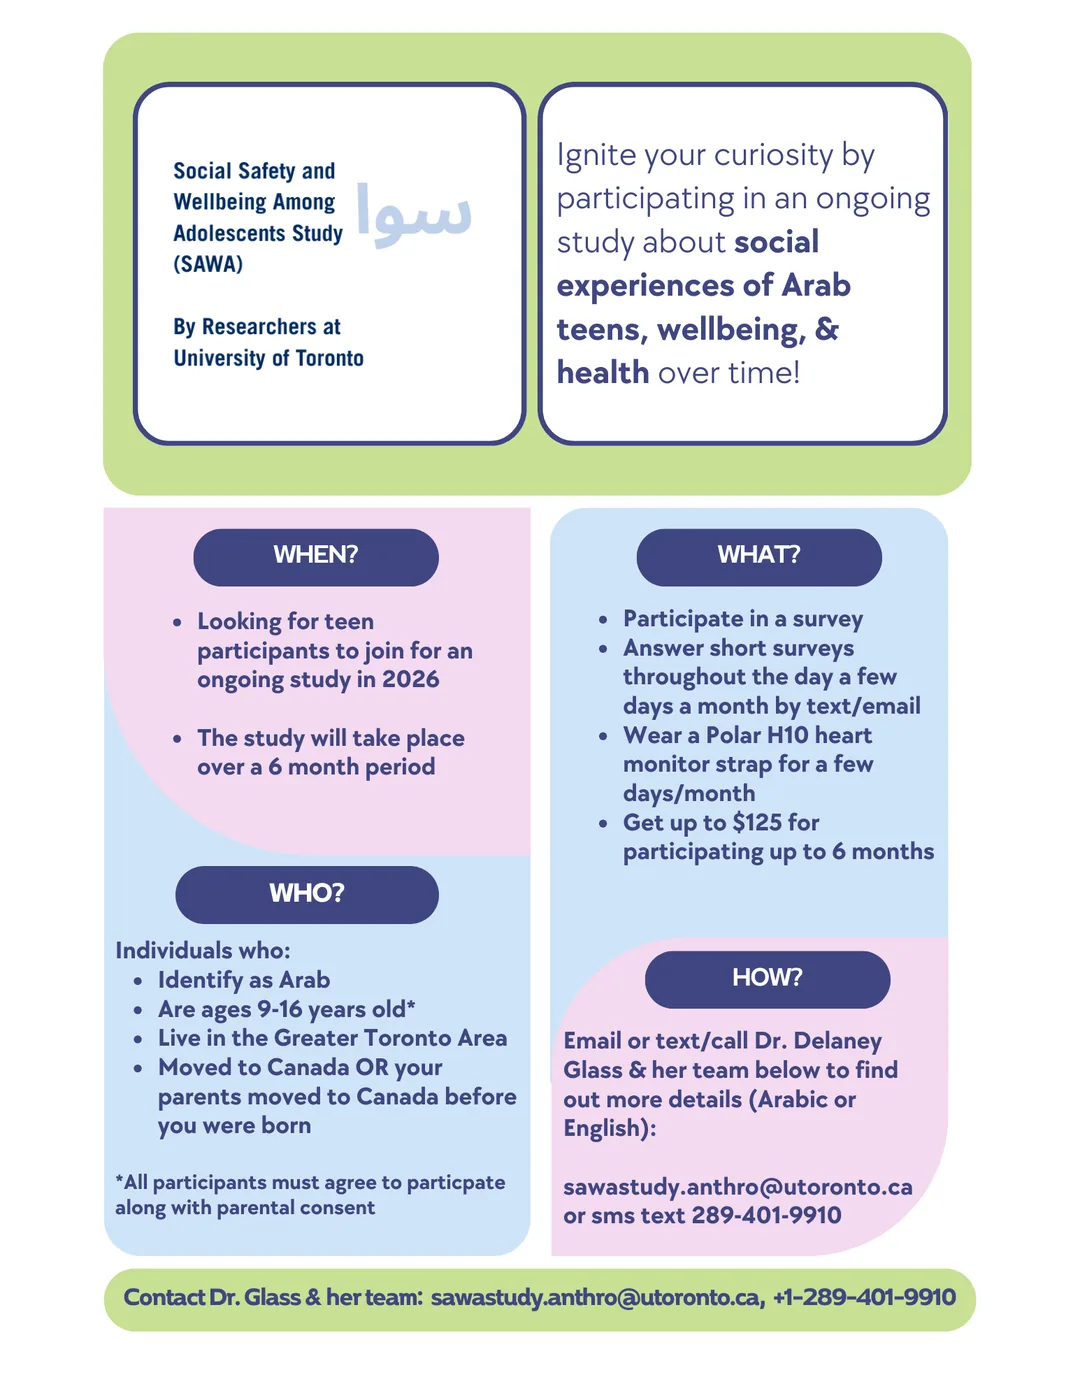 Social Safety and
Wellbeing Among
Adolescents Study
(SAWA)
سوا
By Researchers at
University of Toronto
Ignite your curiosity by
participating in an ongoing
study about social
experiences of Arab
teens, wellbeing, &
health over time!
WHEN?
• Looking for teen
participants to join for an
ongoing study in 2026
• The study will take place
over a 6 month period
WHO?
Individuals who:
• Identify as Arab
• Are ages 9-16 years old*
• Live in the Greater Toronto Area
• Moved to Canada OR your
parents moved to Canada before
you were born
*All participants must agree to particpate
along with parental consent
WHAT?
• Participate in a survey
• Answer short surveys
throughout the day a few
days a month by text/email
• Wear a Polar H10 heart
monitor strap for a few
days/month
• Get up to $125 for
participating up to 6 months
HOW?
Email or text/call Dr. Delaney
Glass & her team below to find
out more details (Arabic or
English):
sawastudy.anthro@utoronto.ca
or sms text 289-401-9910
Contact Dr. Glass & her team: sawastudy.anthro@utoronto.ca, +1-289-401-9910